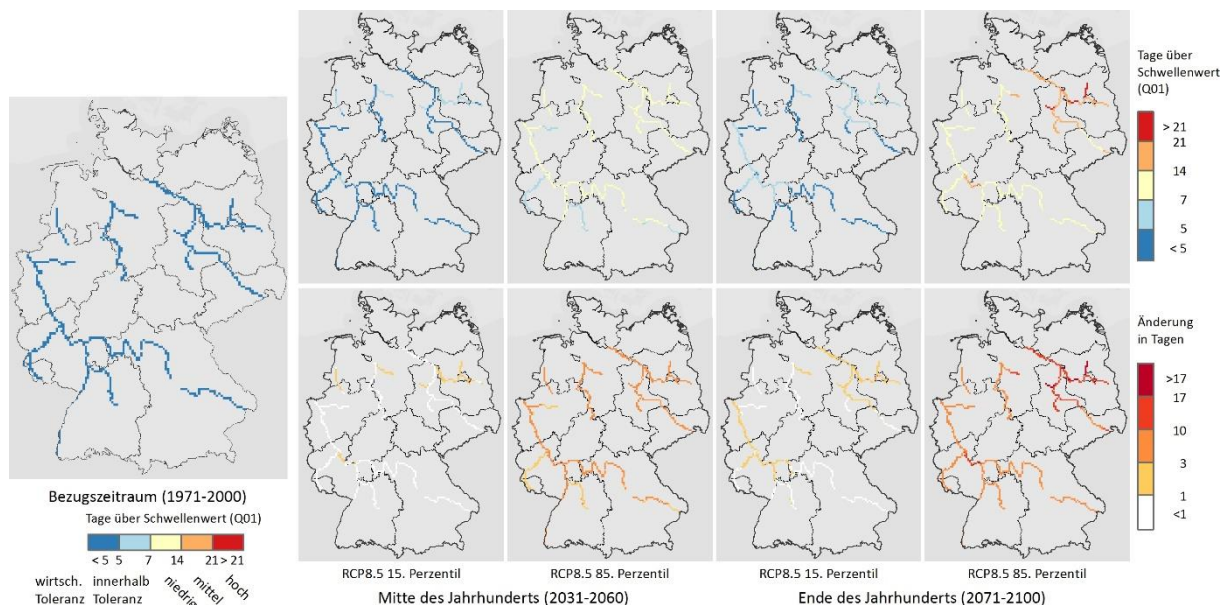 Tage über
Schwellenwert
(Q01)
> 21
21
14
7
5
< 5
Änderung
in Tagen
>17
17
10
3
1
<1
Bezugszeitraum (1971-2000)
Tage über Schwellenwert (Q01)
< 5 5 7 14 21 > 21
wirtsch. innerhalb niedrig mittel hoch
Toleranz Toleranz
RCP8.5 15. Perzentil RCP8.5 85. Perzentil RCP8.5 15. Perzentil RCP8.5 85. Perzentil
Mitte des Jahrhunderts (2031-2060) Ende des Jahrhunderts (2071-2100)